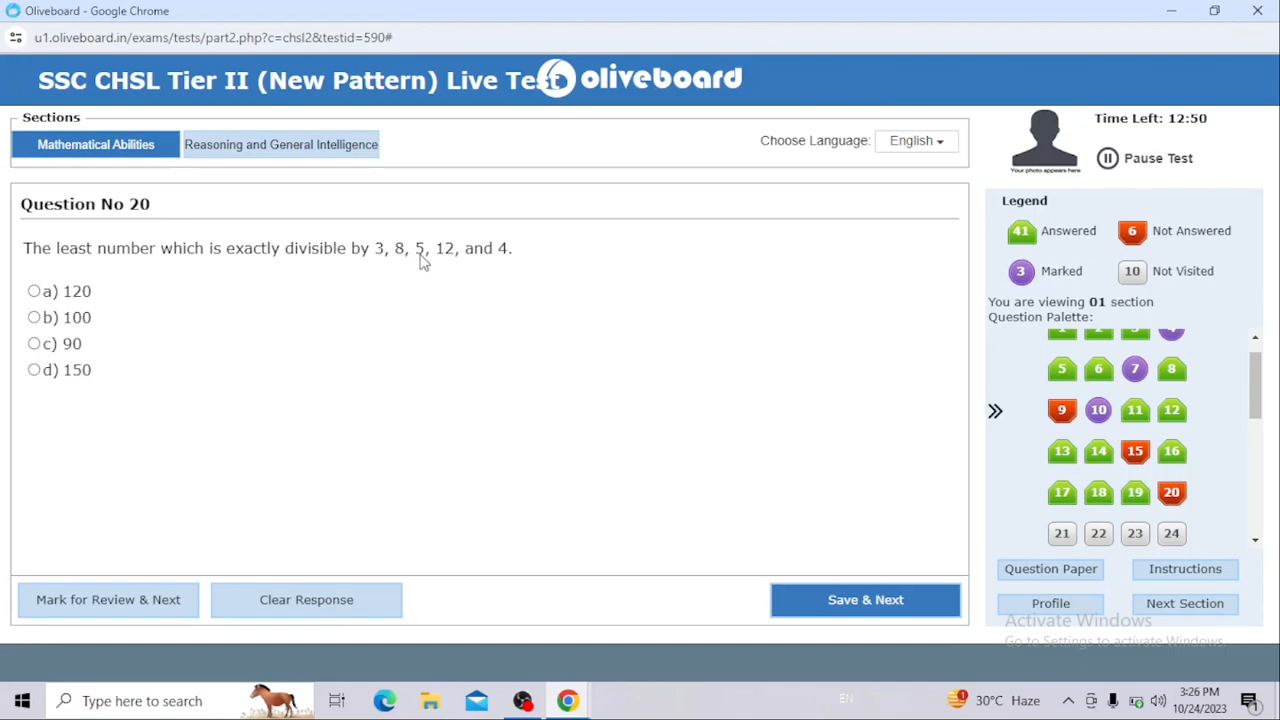 Oliveboard - Google Chrome
u1.oliveboard.in/exams/tests/part2.php?c=chsl2&testid=590#
SSC CHSL Tier II (New Pattern) Live Test
oliveboard
Sections
Mathematical Abilities
Reasoning and General Intelligence
Choose Language:
English
Your photo appears here
Time Left: 12:50
Pause Test
Question No 20
The least number which is exactly divisible by 3, 8, 5, 12, and 4.
a) 120
b) 100
c) 90
d) 150
Mark for Review & Next
Clear Response
Save & Next
Legend
41 Answered
6 Not Answered
3 Marked
10 Not Visited
You are viewing 01 section
Question Palette:
1 2 3 4
5 6 7 8
9 10 11 12
13 14 15 16
17 18 19 20
21 22 23 24
Question Paper
Instructions
Profile
Next Section
Activate Windows
Go to Settings to activate Windows.
Type here to search
EN
1
30°C Haze
3:26 PM
10/24/2023
1